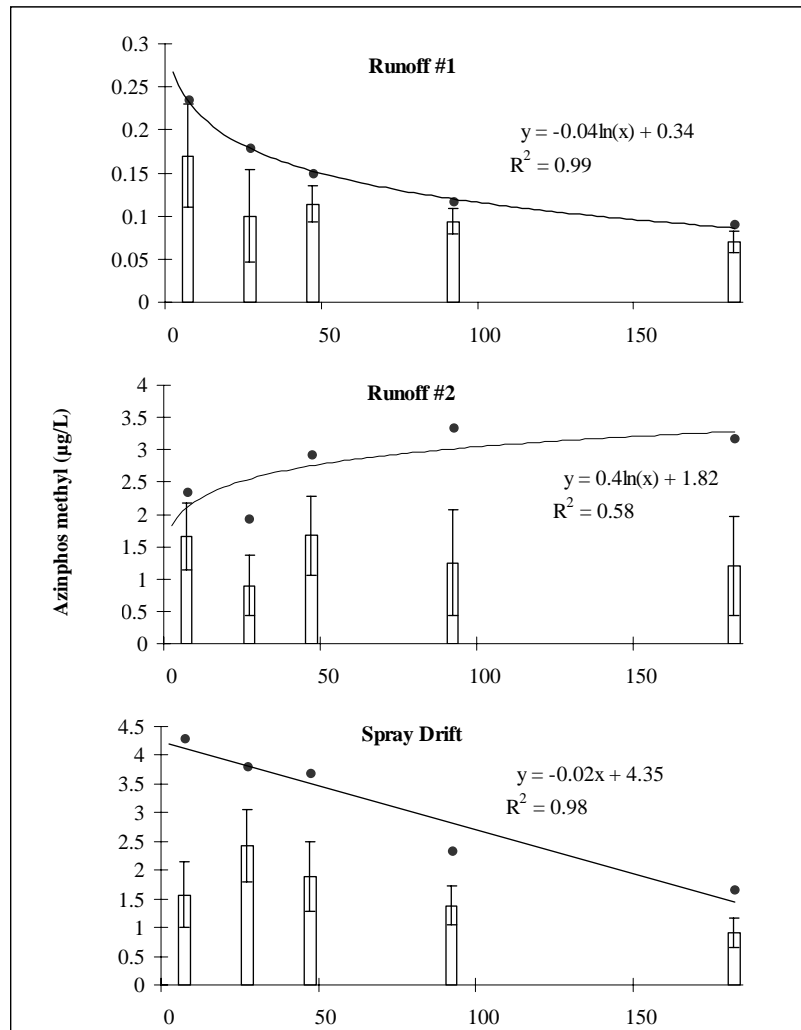 Runoff #1
0.3
0.25
0.2
0.15
0.1
0.05
0
y = -0.04ln(x) + 0.34
R² = 0.99
0 50 100 150
Azinphos methyl (µg/L)
Runoff #2
4
3.5
3
2.5
2
1.5
1
0.5
0
y = 0.4ln(x) + 1.82
R² = 0.58
0 50 100 150
Spray Drift
4.5
4
3.5
3
2.5
2
1.5
1
0.5
0
y = -0.02x + 4.35
R² = 0.98
0 50 100 150